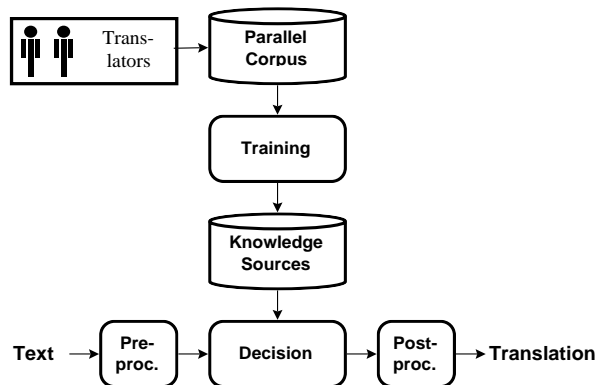 Trans-
lators
Parallel
Corpus
Training
Knowledge
Sources
Text
Pre-
proc.
Decision
Post-
proc.
Translation